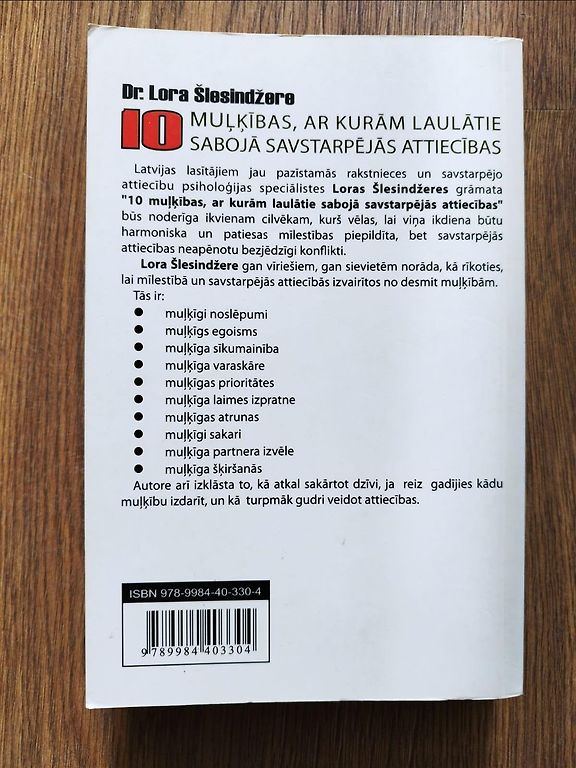 Dr. Lora Šlesindžere
10 MUĻĶĪBAS, AR KURĀM LAULĀTIE
SABOJĀ SAVSTARPĒJĀS ATTIECĪBAS
Latvijas lasītājiem jau pazīstamās rakstnieces un savstarpējo
attiecību psiholoģijas speciālistes Loras Šlesindžeres grāmata
"10 muļķības, ar kurām laulātie sabojā savstarpējās attiecības"
būs noderīga ikvienam cilvēkam, kurš vēlas, lai viņa ikdiena būtu
harmoniska un patiesas mīlestības piepildīta, bet savstarpējās
attiecības neapēnotu bezjēdzīgi konflikti.
Lora Šlesindžere gan vīriešiem, gan sievietēm norāda, kā rīkoties,
lai mīlestībā un savstarpējās attiecībās izvairītos no desmit muļķībām.
Tās ir:
● muļķīgi noslēpumi
● muļķīgs egoisms
● muļķīga sīkumainība
● muļķīga varaskāre
● muļķīgas prioritātes
● muļķīga laimes izpratne
● muļķīgas atrunas
● muļķīgi sakari
● muļķīga partnera izvēle
● muļķīga šķiršanās
Autore arī izklāsta to, kā atkal sakārtot dzīvi, ja reiz gadījies kādu
muļķību izdarīt, un kā turpmāk gudri veidot attiecības.
ISBN 978-9984-40-330-4
9 789984 403304